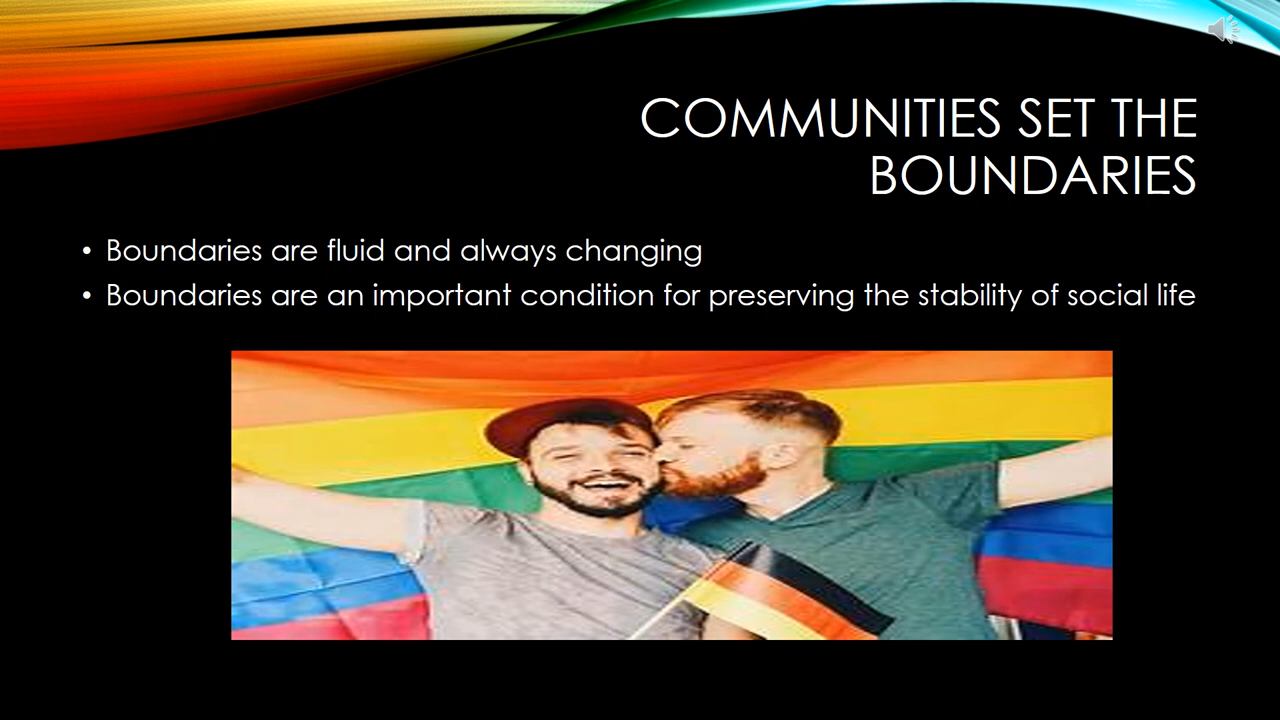 COMMUNITIES SET THE
BOUNDARIES
• Boundaries are fluid and always changing
• Boundaries are an important condition for preserving the stability of social life